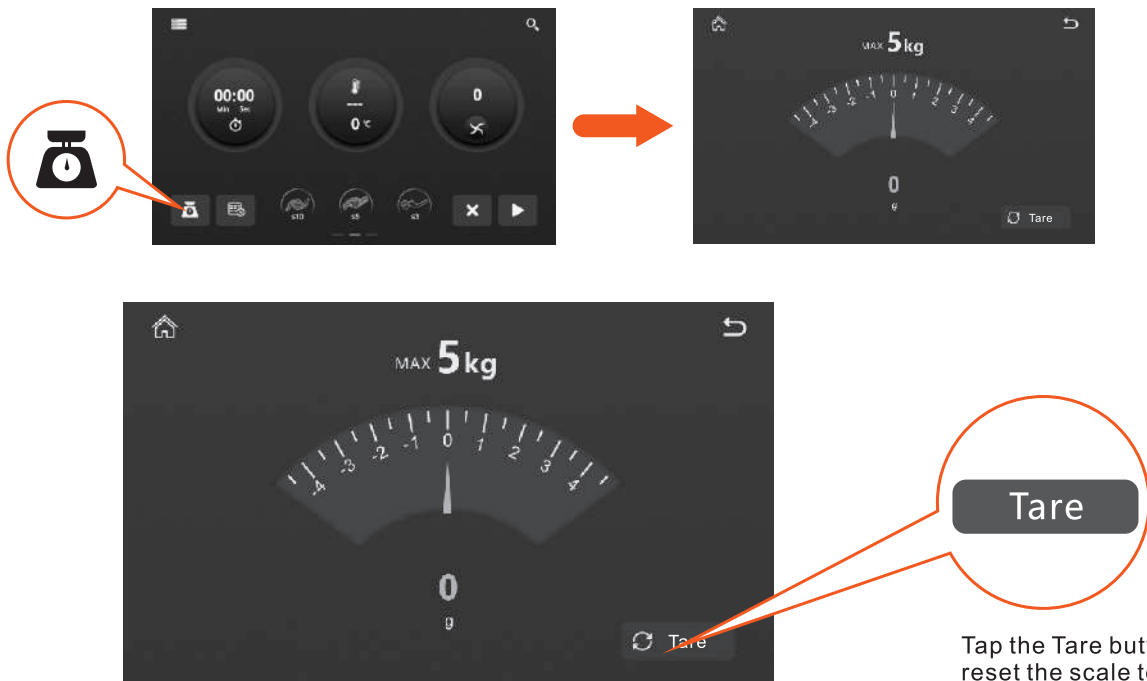 00:00
Min Sec
---
0 °C
0
s10
s5
s3
MAX 5kg
-4 -3 -2 -1 0 1 2 3 4
0
g
Tare
MAX 5kg
-4 -3 -2 -1 0 1 2 3 4
0
g
Tare
Tare
Tap the Tare
reset the scale